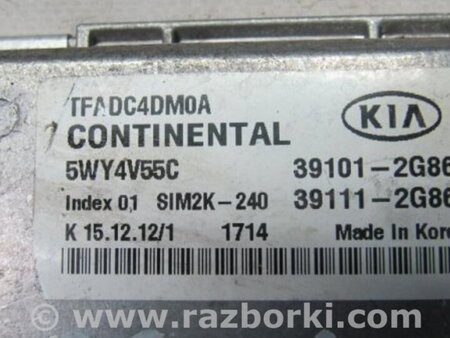 TFADC4DM0A
CONTINENTAL KIA
5WY4V55C 39101-2G86
Index 0,1 SIM2K-240 39111-2G86
K 15.12.12/1 1714 Made in Kore
© www.razborki.com